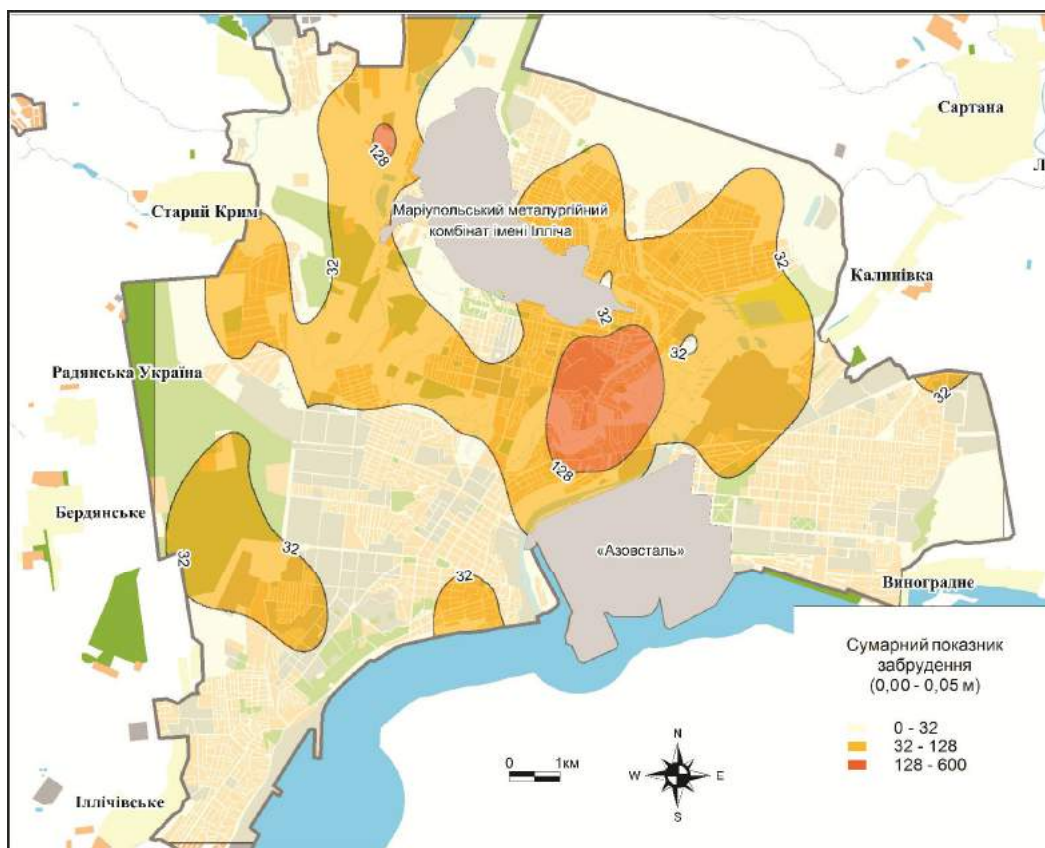 Сартана
128
Старий Крим
Маріупольський металургійний
комбінат імені Ілліча
32
32
Калинівка
32
32
Радянська Україна
32
128
Бердянське
32
32
«Азовсталь»
32
Виноградне
Сумарний показник
забрудення
(0,00 - 0,05 м)
0 - 32
32 - 128
128 - 600
0 1км
N
W E
S
Іллічівське